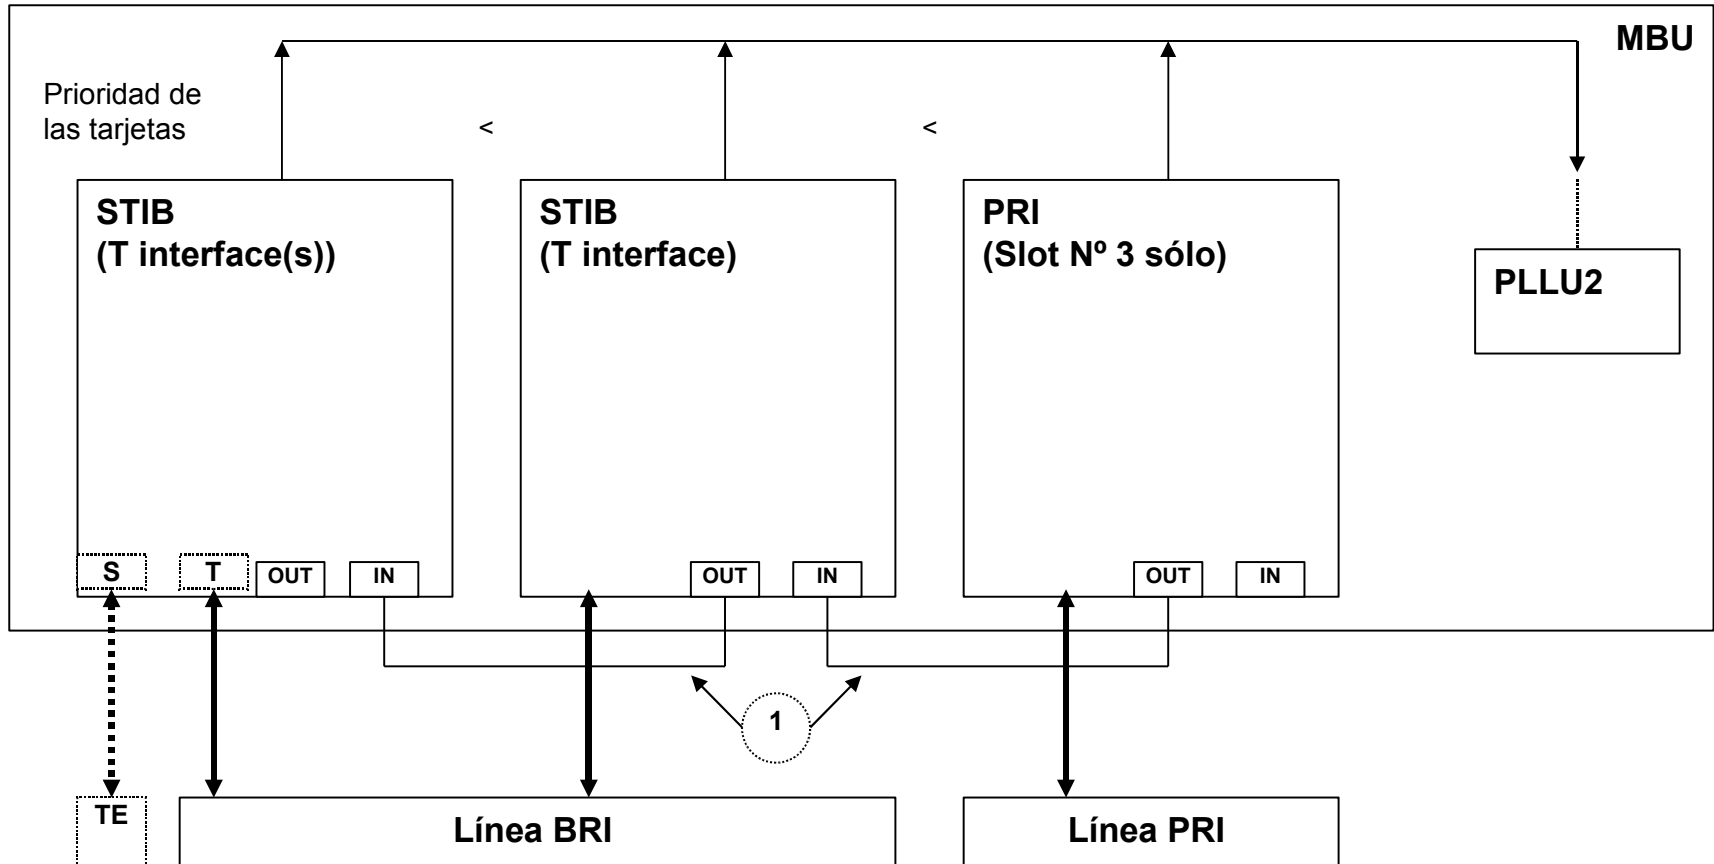 MBU
Prioridad de
las tarjetas
<
<
STIB
(T interface(s))
STIB
(T interface)
PRI
(Slot Nº 3 sólo)
PLLU2
S
T
OUT
IN
OUT
IN
OUT
IN
1
TE
Línea BRI
Línea PRI